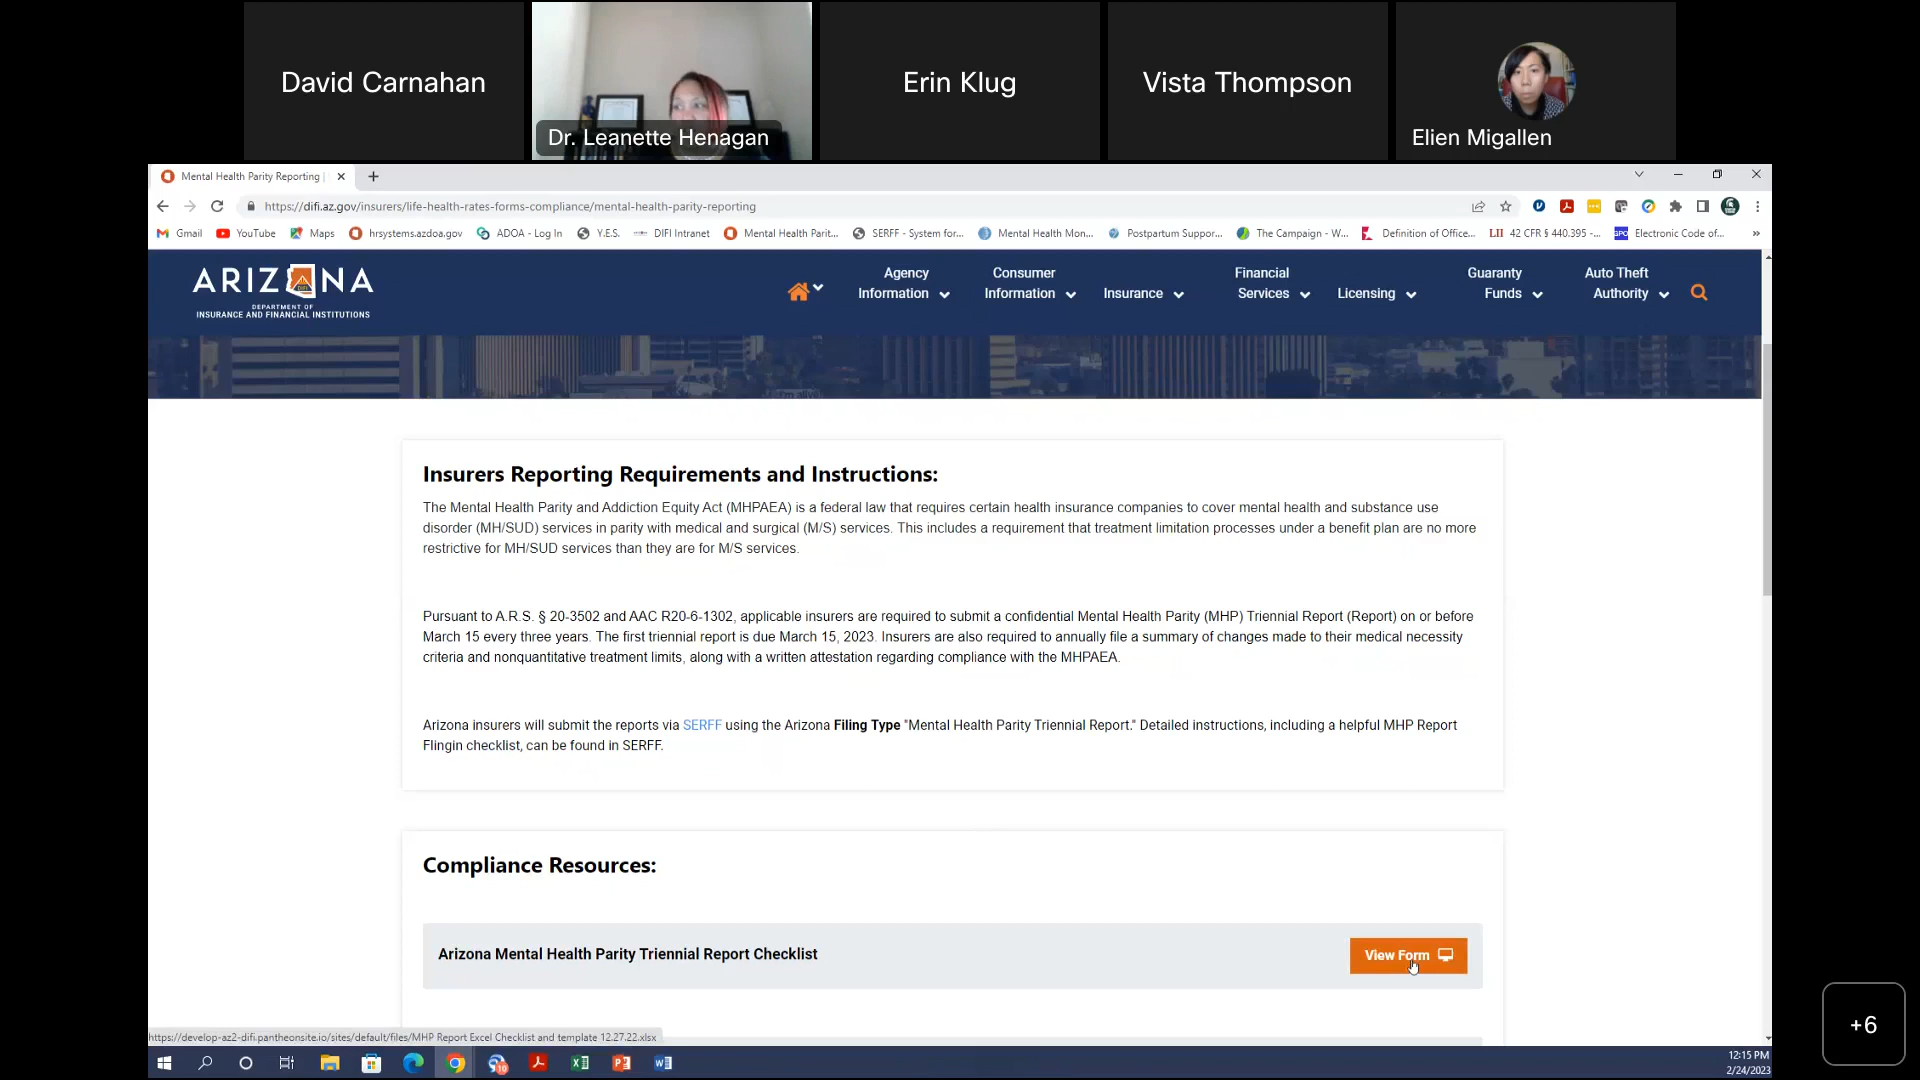 David Carnahan
Dr. Leanette Henagan
Erin Klug
Vista Thompson
Elien Migallen
Mental Health Parity Reporting |
https://difi.az.gov/insurers/life-health-rates-forms-compliance/mental-health-parity-reporting
Gmail YouTube Maps hrsystems.azdoa.gov ADOA - Log In Y.E.S. DIFI Intranet Mental Health Parit... SERFF - System for... Mental Health Mon... Postpartum Suppor... The Campaign - W... Definition of Office... LII 42 CFR § 440.395 -... GPO Electronic Code of... »
ARIZONA
DEPARTMENT OF
INSURANCE AND FINANCIAL INSTITUTIONS
Agency Information
Consumer Information
Insurance
Financial Services
Licensing
Guaranty Funds
Auto Theft Authority
Insurers Reporting Requirements and Instructions:
The Mental Health Parity and Addiction Equity Act (MHPAEA) is a federal law that requires certain health insurance companies to cover mental health and substance use
disorder (MH/SUD) services in parity with medical and surgical (M/S) services. This includes a requirement that treatment limitation processes under a benefit plan are no more
restrictive for MH/SUD services than they are for M/S services.
Pursuant to A.R.S. § 20-3502 and AAC R20-6-1302, applicable insurers are required to submit a confidential Mental Health Parity (MHP) Triennial Report (Report) on or before
March 15 every three years. The first triennial report is due March 15, 2023. Insurers are also required to annually file a summary of changes made to their medical necessity
criteria and nonquantitative treatment limits, along with a written attestation regarding compliance with the MHPAEA.
Arizona insurers will submit the reports via SERFF using the Arizona Filing Type "Mental Health Parity Triennial Report." Detailed instructions, including a helpful MHP Report
Flingin checklist, can be found in SERFF.
Compliance Resources:
Arizona Mental Health Parity Triennial Report Checklist
View Form
https://develop-az2-difi.pantheonsite.io/sites/default/files/MHP Report Excel Checklist and template 12.27.22.xlsx
+6
12:15 PM
2/24/2023